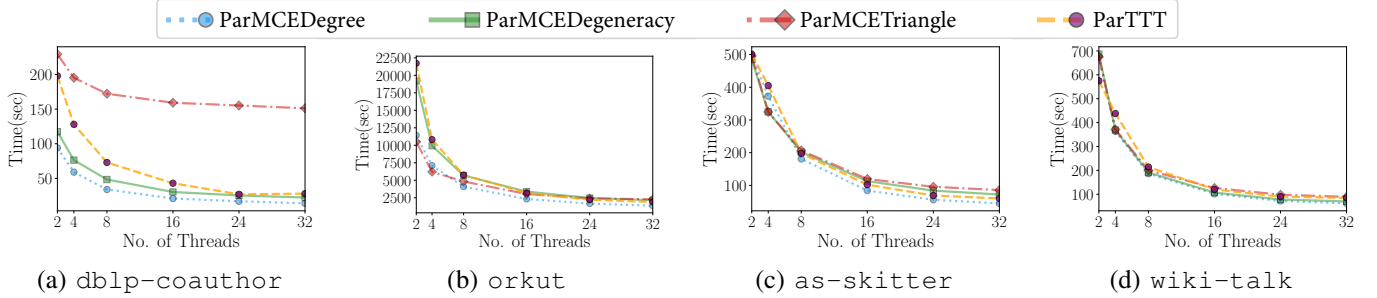 ParMCEDegree ParMCEDegeneracy ParMCETriangle ParTTT
Time(sec)
200
150
100
50
2 4 8 16 24 32
No. of Threads
(a) dblp-coauthor
Time(sec)
22500
20000
17500
15000
12500
10000
7500
5000
2500
2 4 8 16 24 32
No. of Threads
(b) orkut
Time(sec)
500
400
300
200
100
2 4 8 16 24 32
No. of Threads
(c) as-skitter
Time(sec)
700
600
500
400
300
200
100
2 4 8 16 24 32
No. of Threads
(d) wiki-talk